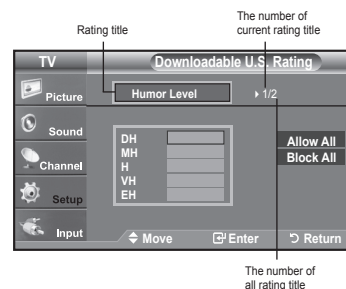 The number of
current rating title
Rating title
TV
Downloadable U.S. Rating
Picture
Humor Level
1/2
Sound
DH
MH
H
VH
EH
Allow All
Block All
Channel
Setup
Input
Move
Enter
Return
The number of
all rating title